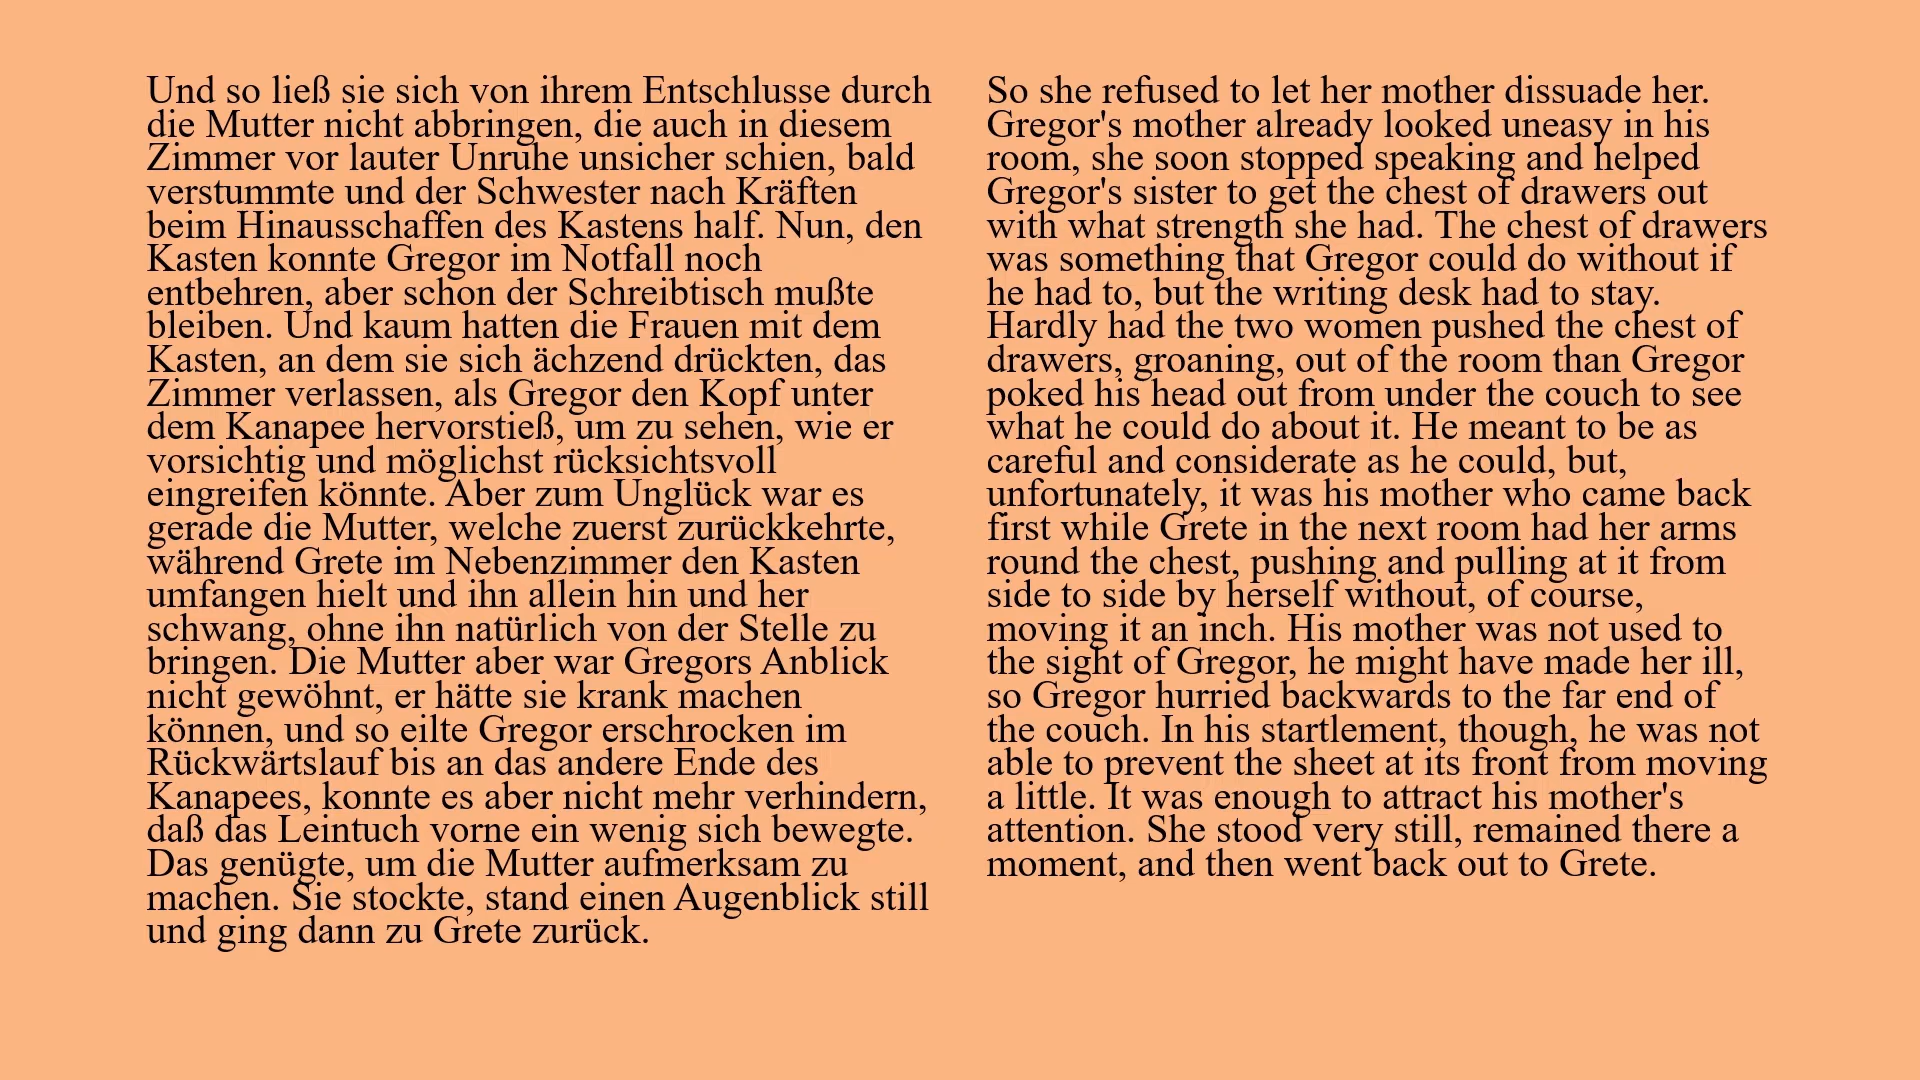 Und so ließ sie sich von ihrem Entschlusse durch
die Mutter nicht abbringen, die auch in diesem
Zimmer vor lauter Unruhe unsicher schien, bald
verstummte und der Schwester nach Kräften
beim Hinausschaffen des Kastens half. Nun, den
Kasten konnte Gregor im Notfall noch
entbehren, aber schon der Schreibtisch mußte
bleiben. Und kaum hatten die Frauen mit dem
Kasten, an dem sie sich ächzend drückten, das
Zimmer verlassen, als Gregor den Kopf unter
dem Kanapee hervorstieß, um zu sehen, wie er
vorsichtig und möglichst rücksichtsvoll
eingreifen könnte. Aber zum Unglück war es
gerade die Mutter, welche zuerst zurückkehrte,
während Grete im Nebenzimmer den Kasten
umfangen hielt und ihn allein hin und her
schwang, ohne ihn natürlich von der Stelle zu
bringen. Die Mutter aber war Gregors Anblick
nicht gewöhnt, er hätte sie krank machen
können, und so eilte Gregor erschrocken im
Rückwärtslauf bis an das andere Ende des
Kanapees, konnte es aber nicht mehr verhindern,
daß das Leintuch vorne ein wenig sich bewegte.
Das genügte, um die Mutter aufmerksam zu
machen. Sie stockte, stand einen Augenblick still
und ging dann zu Grete zurück.
So she refused to let her mother dissuade her.
Gregor's mother already looked uneasy in his
room, she soon stopped speaking and helped
Gregor's sister to get the chest of drawers out
with what strength she had. The chest of drawers
was something that Gregor could do without if
he had to, but the writing desk had to stay.
Hardly had the two women pushed the chest of
drawers, groaning, out of the room than Gregor
poked his head out from under the couch to see
what he could do about it. He meant to be as
careful and considerate as he could, but,
unfortunately, it was his mother who came back
first while Grete in the next room had her arms
round the chest, pushing and pulling at it from
side to side by herself without, of course,
moving it an inch. His mother was not used to
the sight of Gregor, he might have made her ill,
so Gregor hurried backwards to the far end of
the couch. In his startlement, though, he was not
able to prevent the sheet at its front from moving
a little. It was enough to attract his mother's
attention. She stood very still, remained there a
moment, and then went back out to Grete.